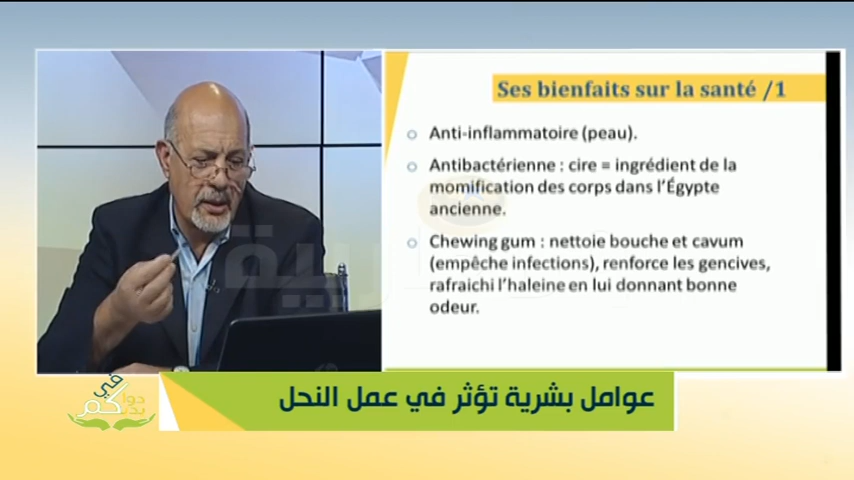 Ses bienfaits sur la santé /1
Anti-inflammatoire (peau).
Antibactérienne : cire = ingrédient de la
momification des corps dans l’Égypte
ancienne.
Chewing gum : nettoie bouche et cavum
(empêche infections), renforce les gencives,
rafraichi l’haleine en lui donnant bonne
odeur.
عوامل بشرية تؤثر في عمل النحل
في